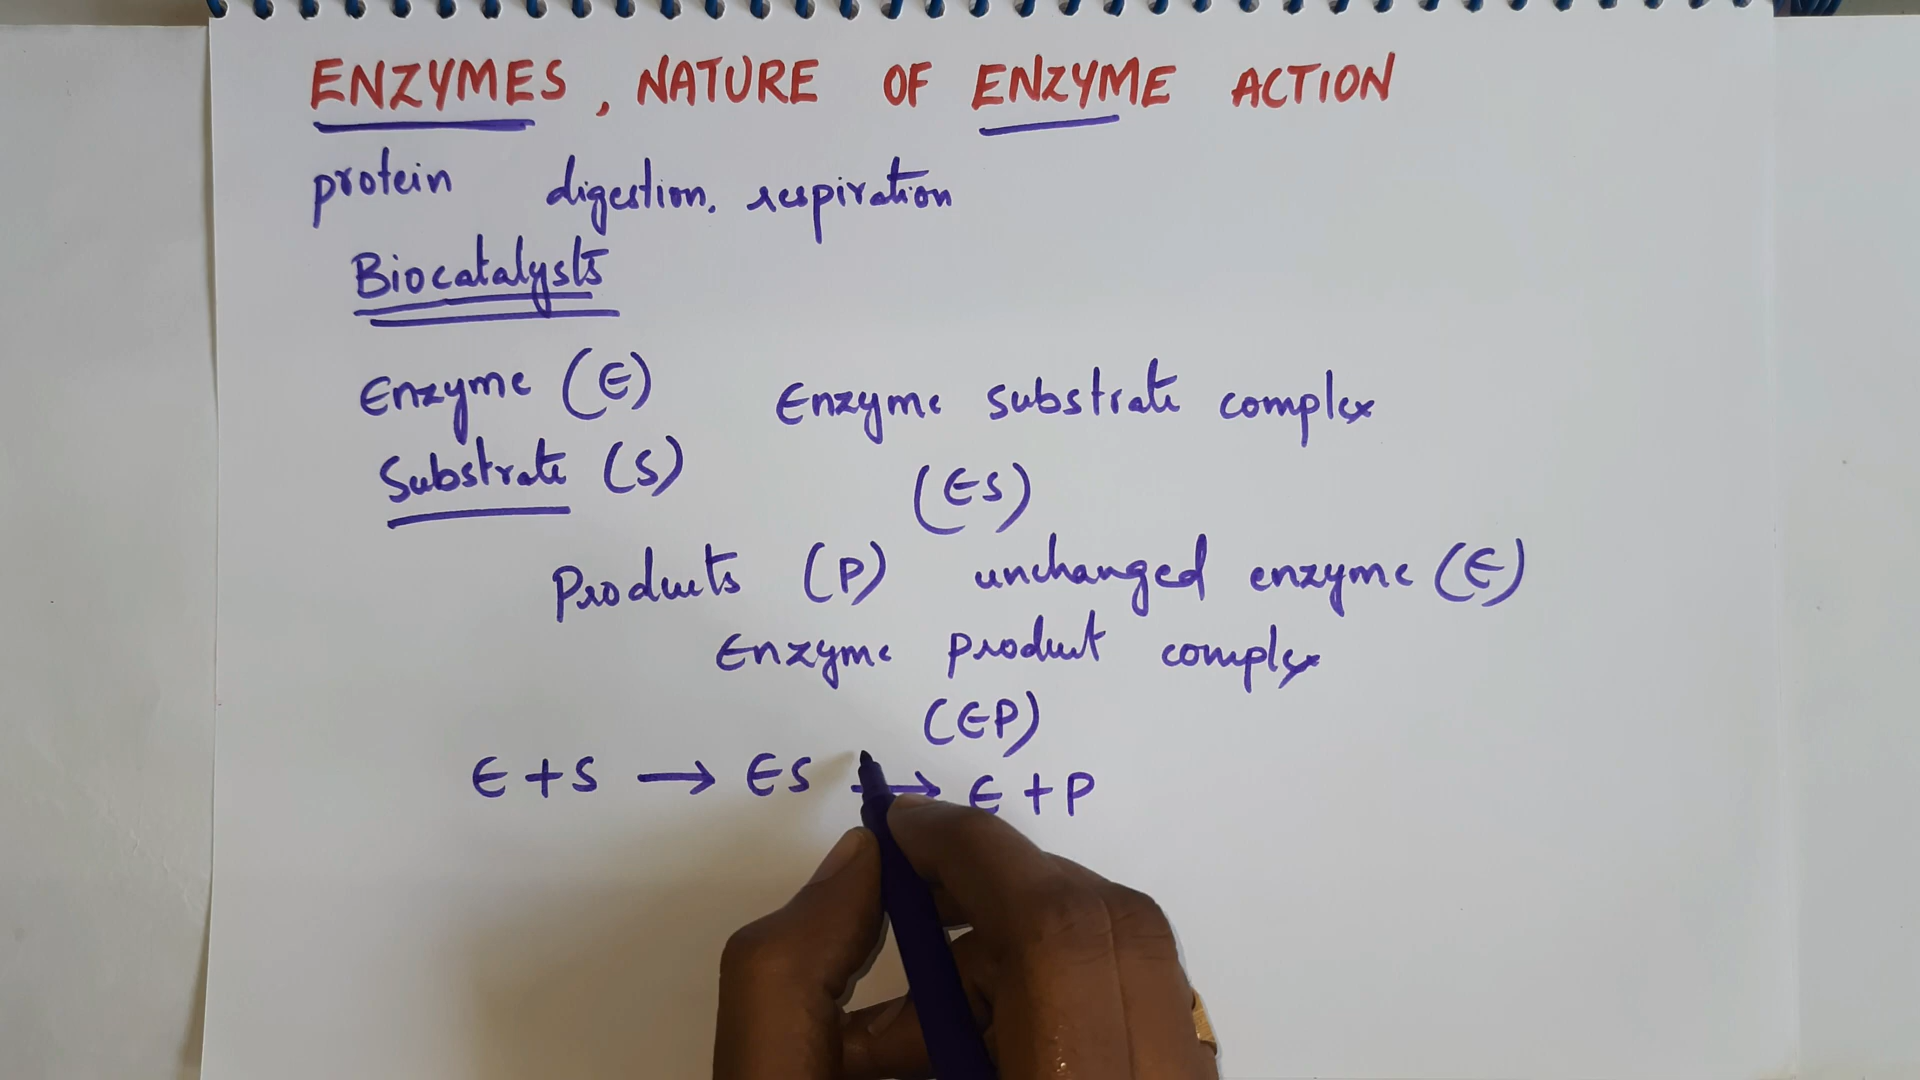 ENZYMES, NATURE OF ENZYME ACTION
protein digestion, respiration
Biocatalysts
Enzyme (E) Enzyme substrate complex
Substrate (S) (ES)
Products (P) unchanged enzyme (E)
Enzyme product complex
(EP)
E + S → ES → E + P